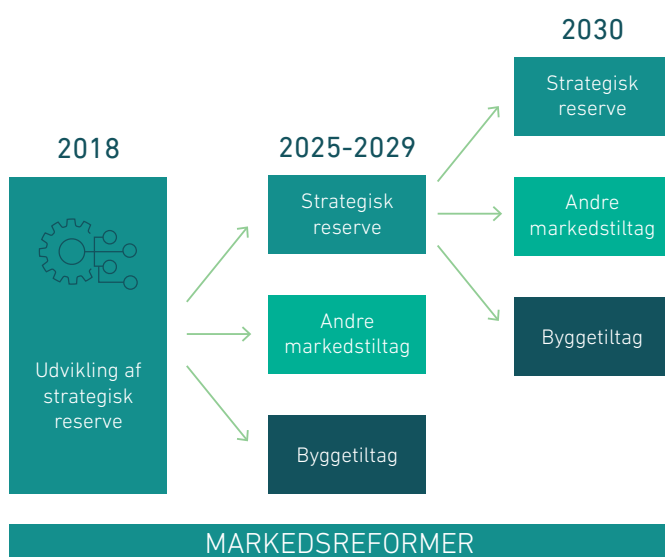 2018
Udvikling af
strategisk
reserve
2025-2029
Strategisk
reserve
Andre
markedstiltag
Byggetiltag
2030
Strategisk
reserve
Andre
markedstiltag
Byggetiltag
MARKEDSREFORMER